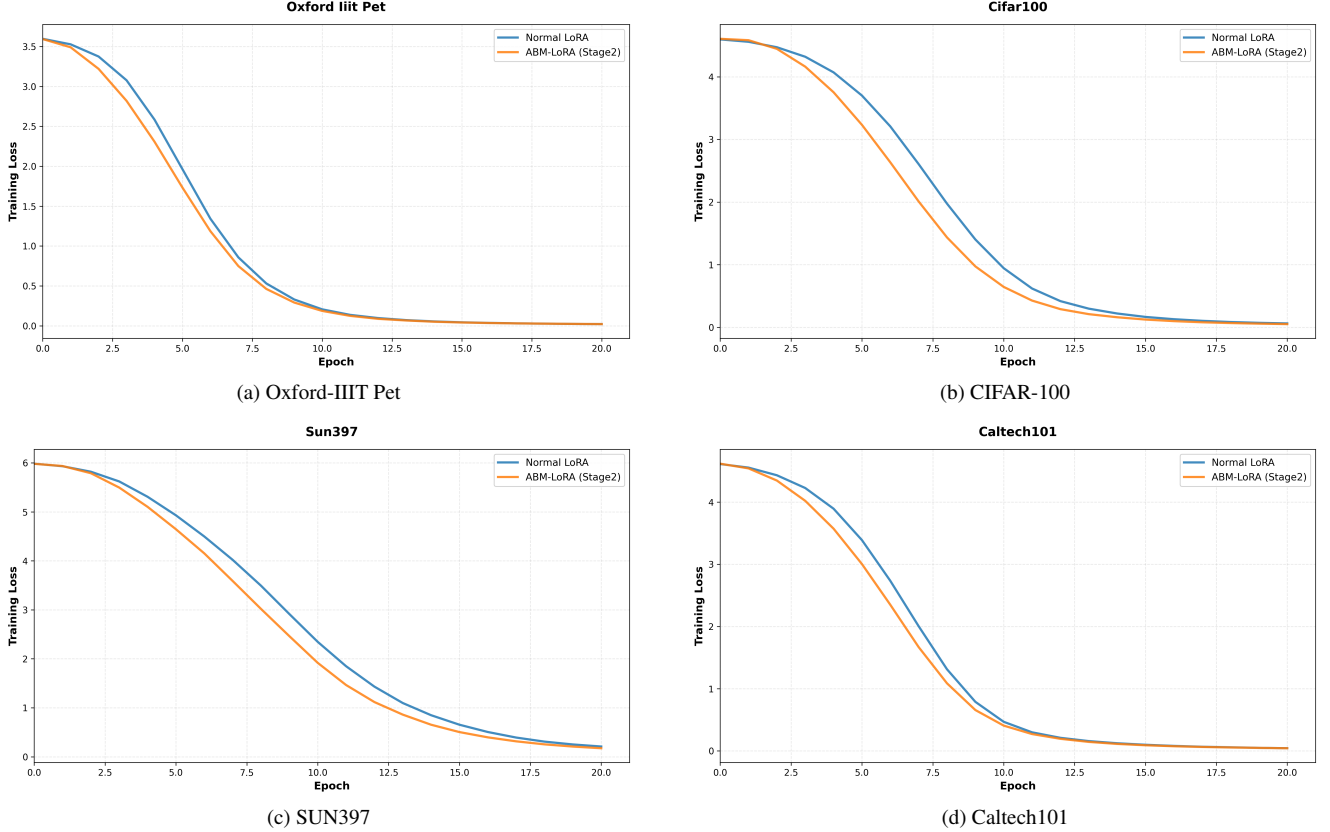 Oxford Iiit Pet
Normal LoRA
ABM-LoRA (Stage2)
Training Loss
3.5
3.0
2.5
2.0
1.5
1.0
0.5
0.0
0.0 2.5 5.0 7.5 10.0 12.5 15.0 17.5 20.0
Epoch
(a) Oxford-IIIT Pet
Cifar100
Normal LoRA
ABM-LoRA (Stage2)
Training Loss
4
3
2
1
0
0.0 2.5 5.0 7.5 10.0 12.5 15.0 17.5 20.0
Epoch
(b) CIFAR-100
Sun397
Normal LoRA
ABM-LoRA (Stage2)
Training Loss
6
5
4
3
2
1
0
0.0 2.5 5.0 7.5 10.0 12.5 15.0 17.5 20.0
Epoch
(c) SUN397
Caltech101
Normal LoRA
ABM-LoRA (Stage2)
Training Loss
4
3
2
1
0
0.0 2.5 5.0 7.5 10.0 12.5 15.0 17.5 20.0
Epoch
(d) Caltech101